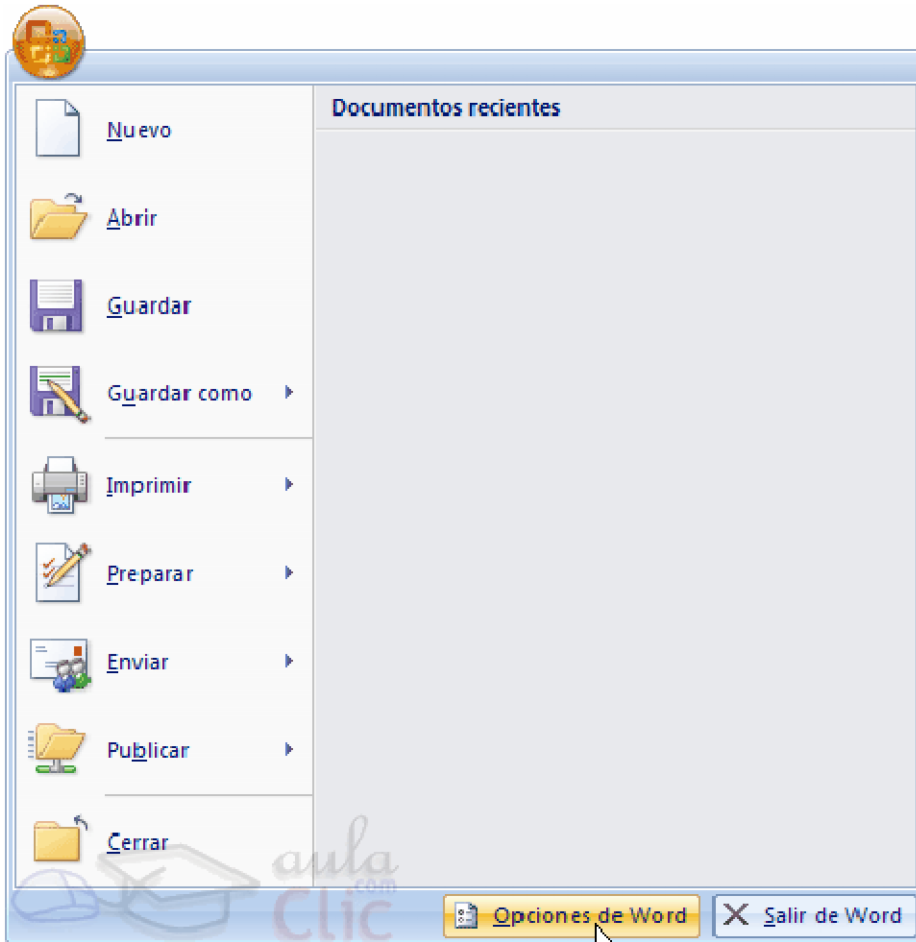 Documentos recientes
Nuevo
Abrir
Guardar
Guardar como
Imprimir
Preparar
Enviar
Publicar
Cerrar
aula
.com
Clic
Opciones de Word
Salir de Word